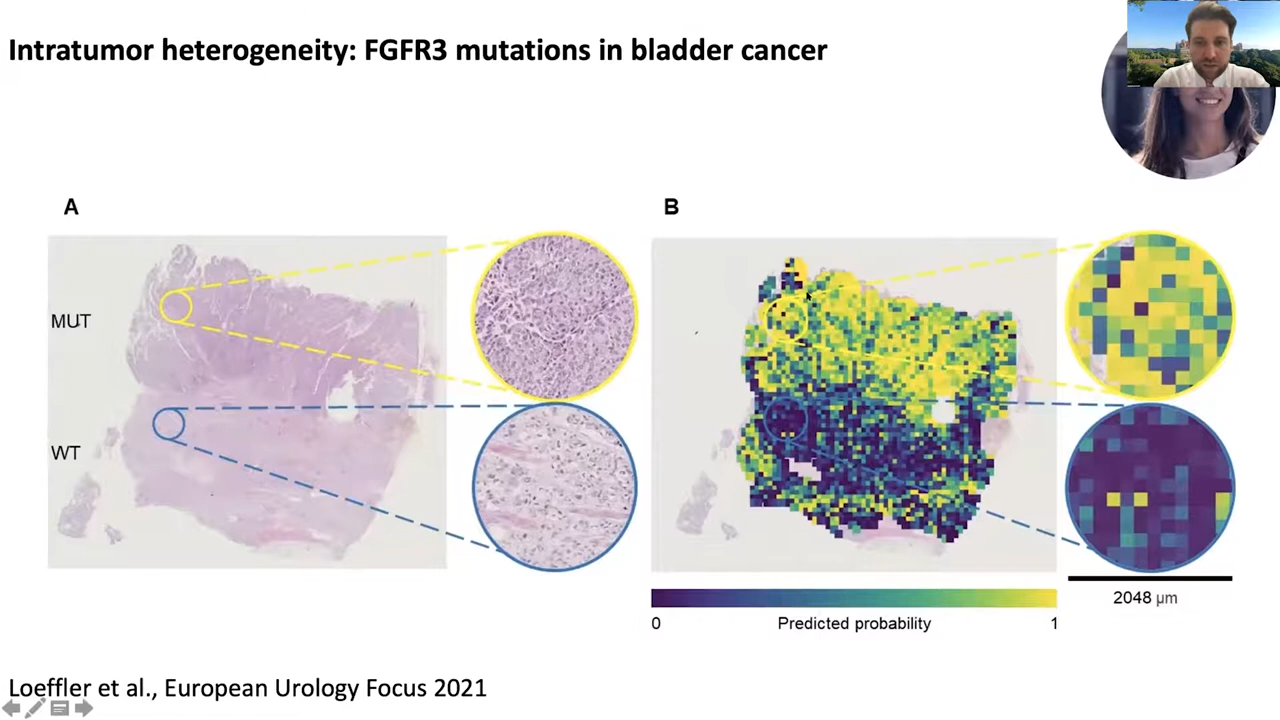 Intratumor heterogeneity: FGFR3 mutations in bladder cancer
A
B
MUT
WT
2048 µm
0 Predicted probability 1
Loeffler et al., European Urology Focus 2021